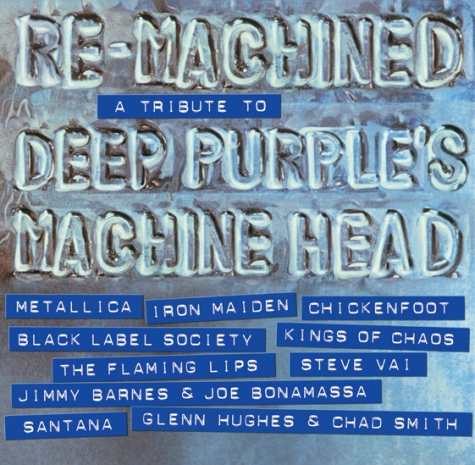 RE-MACHINED
A TRIBUTE TO
DEEP PURPLE'S
MACHINE HEAD
METALLICA IRON MAIDEN CHICKENFOOT
BLACK LABEL SOCIETY KINGS OF CHAOS
THE FLAMING LIPS STEVE VAI
JIMMY BARNES & JOE BONAMASSA
SANTANA GLENN HUGHES & CHAD SMITH